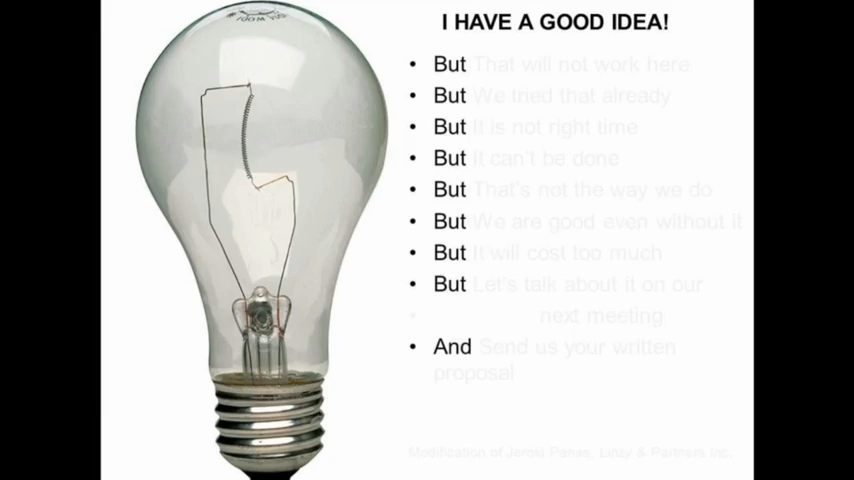 I HAVE A GOOD IDEA!
• But That will not work here
• But We tried that already
• But It is not right time
• But It can't be done
• But That's not the way we do
• But We are good even without it
• But It will cost too much
• But Let's talk about it on our
• next meeting
• And Send us your written
proposal
Modification of Jerold Panas, Linzy & Partners Inc.